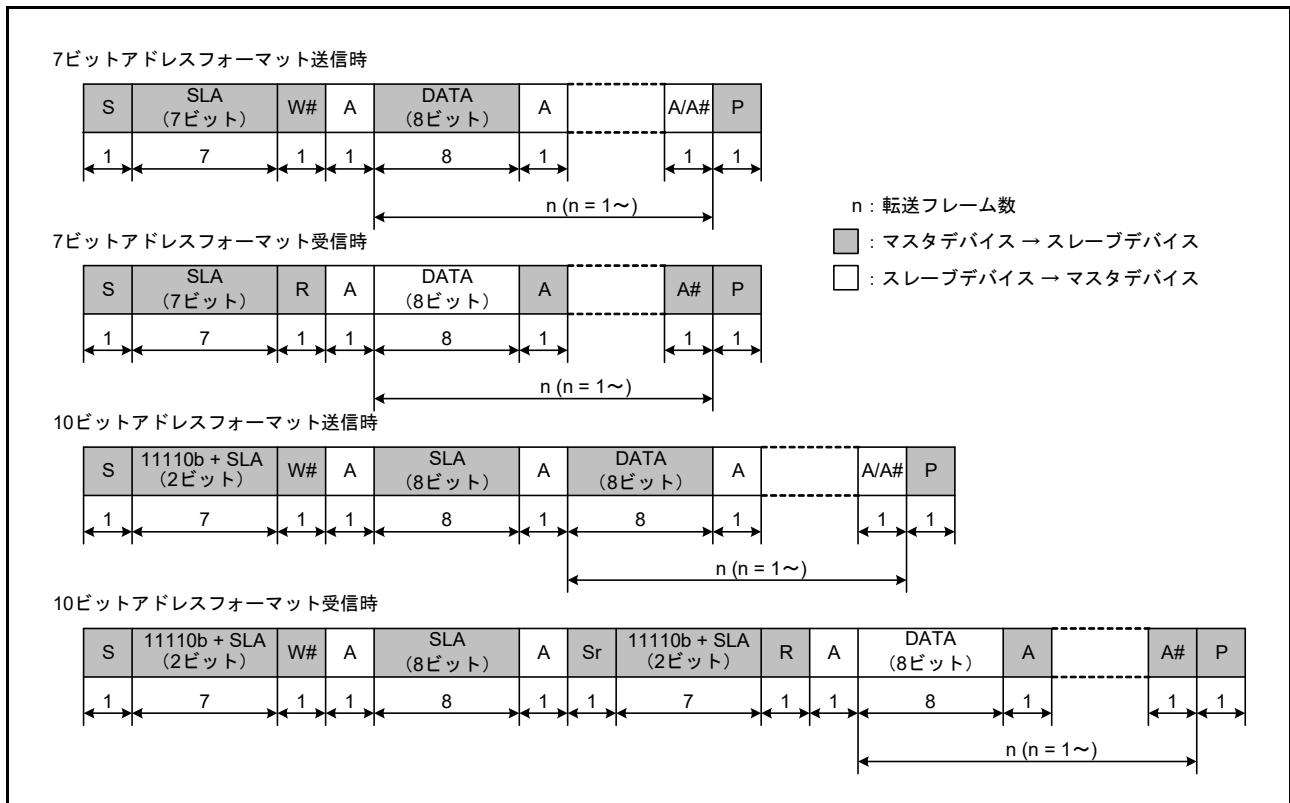 7ビットアドレスフォーマット送信時
S SLA (7ビット) W# A DATA (8ビット) A A/A# P
1 7 1 1 8 1 1 1
n (n = 1～)
n：転送フレーム数
：マスタデバイス → スレーブデバイス
：スレーブデバイス → マスタデバイス
7ビットアドレスフォーマット受信時
S SLA (7ビット) R A DATA (8ビット) A A# P
1 7 1 1 8 1 1 1
n (n = 1～)
10ビットアドレスフォーマット送信時
S 11110b + SLA (2ビット) W# A SLA (8ビット) A DATA (8ビット) A A/A# P
1 7 1 1 8 1 8 1 1 1
n (n = 1～)
10ビットアドレスフォーマット受信時
S 11110b + SLA (2ビット) W# A SLA (8ビット) A Sr 11110b + SLA (2ビット) R A DATA (8ビット) A A# P
1 7 1 1 8 1 1 7 1 1 8 1 1 1
n (n = 1～)